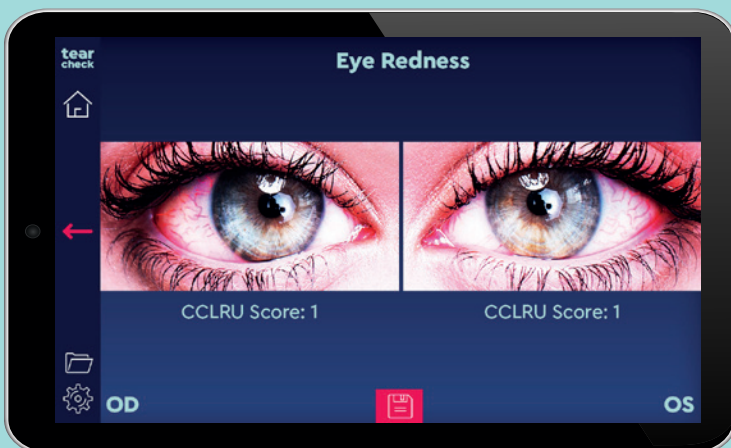 tear
check
Eye Redness
CCLRU Score: 1
CCLRU Score: 1
OD
OS